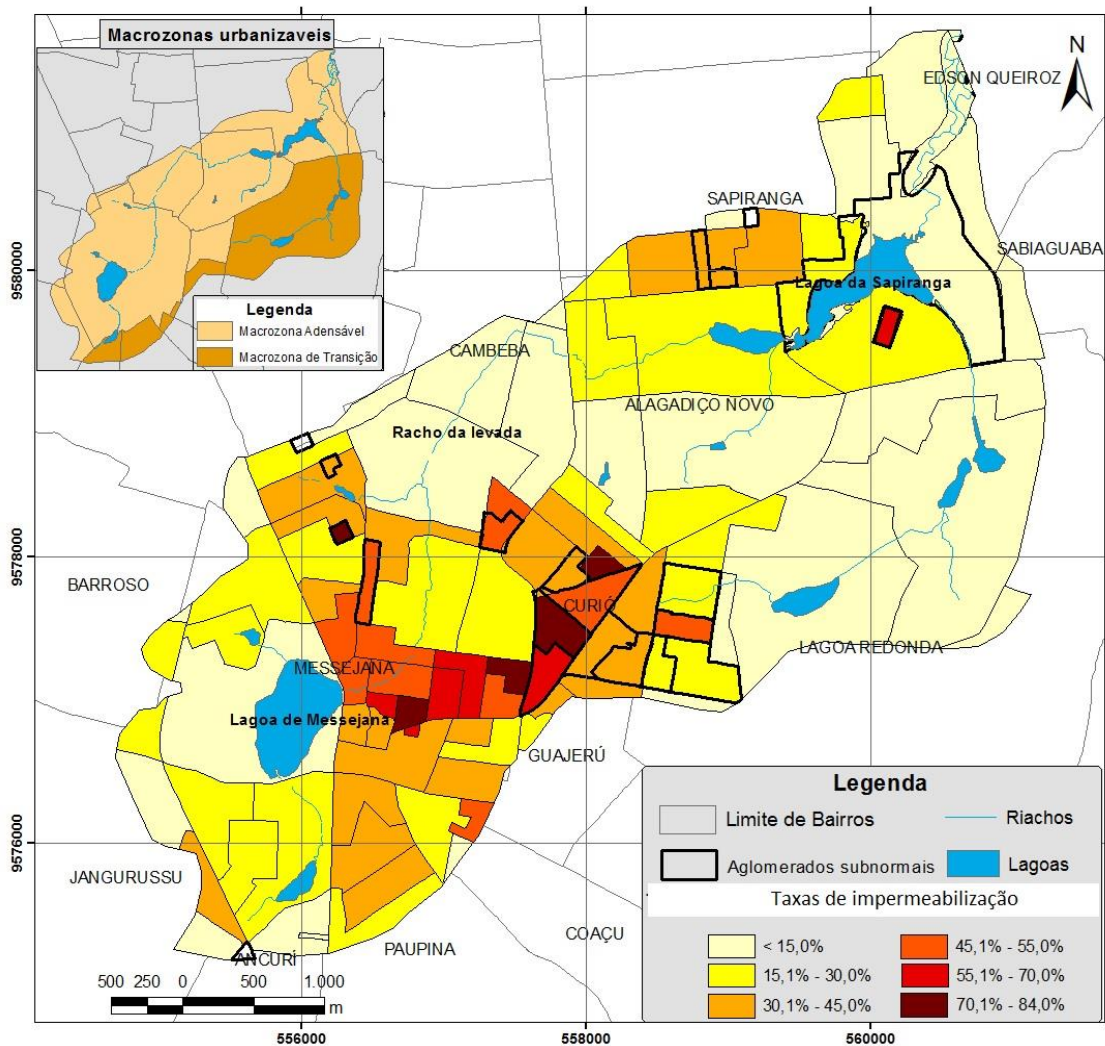 Macrozonas urbanizaveis
Legenda
Macrozona Adensável
Macrozona de Transição
N
EDSON QUEIROZ
SAPIRANGA
SABIAGUABA
Lagoa da Sapiranga
CAMBEBA
ALAGADIÇO NOVO
Racho da levada
BARROSO
CURIÓ
LAGOA REDONDA
MESSEJANA
Lagoa de Messejana
GUAJERÚ
JANGURUSSU
COAÇU
PAUPINA
ANCURÍ
9580000
9578000
9576000
500 250 0 500 1.000
m
556000
558000
560000
Legenda
Limite de Bairros
Riachos
Aglomerados subnormais
Lagoas
Taxas de impermeabilização
< 15,0%
45,1% - 55,0%
15,1% - 30,0%
55,1% - 70,0%
30,1% - 45,0%
70,1% - 84,0%
556000
558000
560000